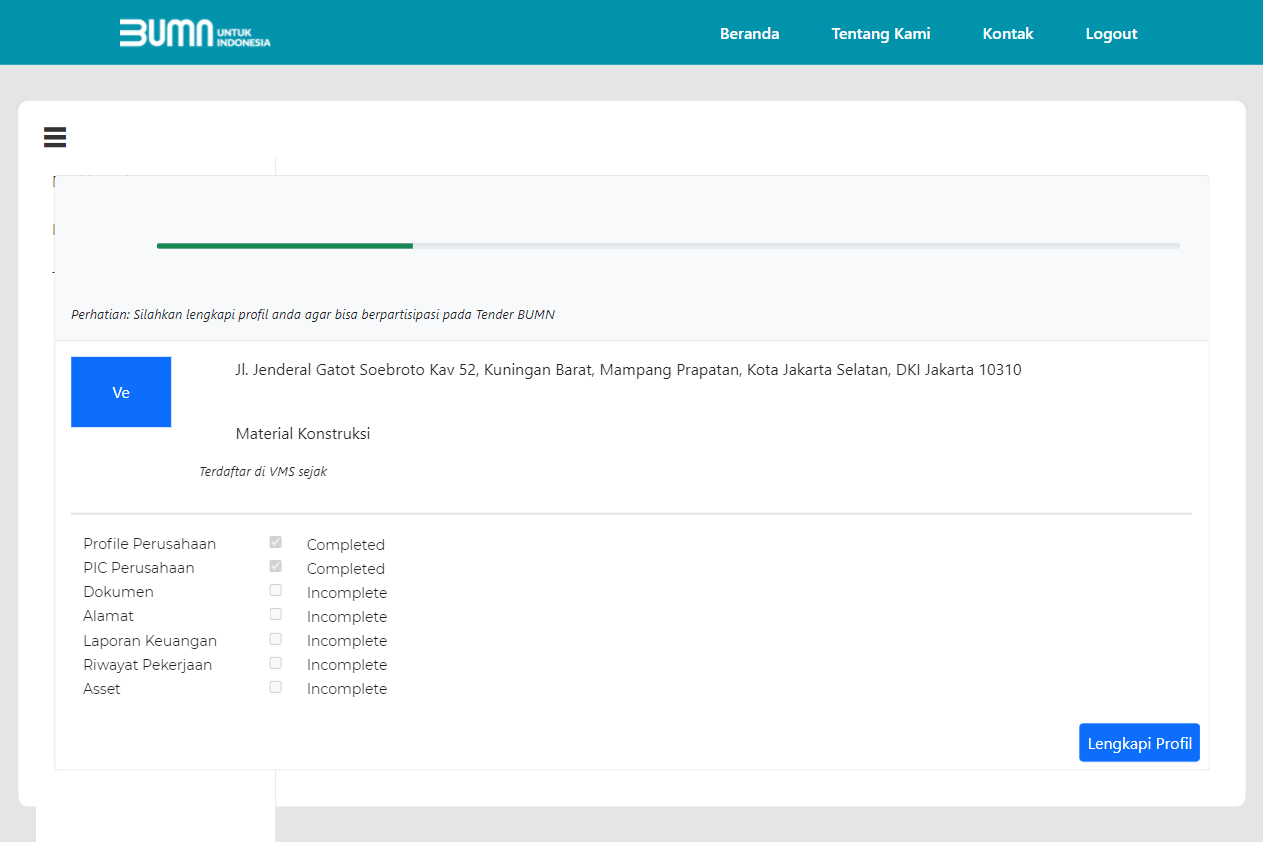 BUMN UNTUK INDONESIA
Beranda Tentang Kami Kontak Logout
Perhatian: Silahkan lengkapi profil anda agar bisa berpartisipasi pada Tender BUMN
Ve
Jl. Jenderal Gatot Soebroto Kav 52, Kuningan Barat, Mampang Prapatan, Kota Jakarta Selatan, DKI Jakarta 10310
Material Konstruksi
Terdaftar di VMS sejak
Profile Perusahaan Completed
PIC Perusahaan Completed
Dokumen Incomplete
Alamat Incomplete
Laporan Keuangan Incomplete
Riwayat Pekerjaan Incomplete
Asset Incomplete
Lengkapi Profil